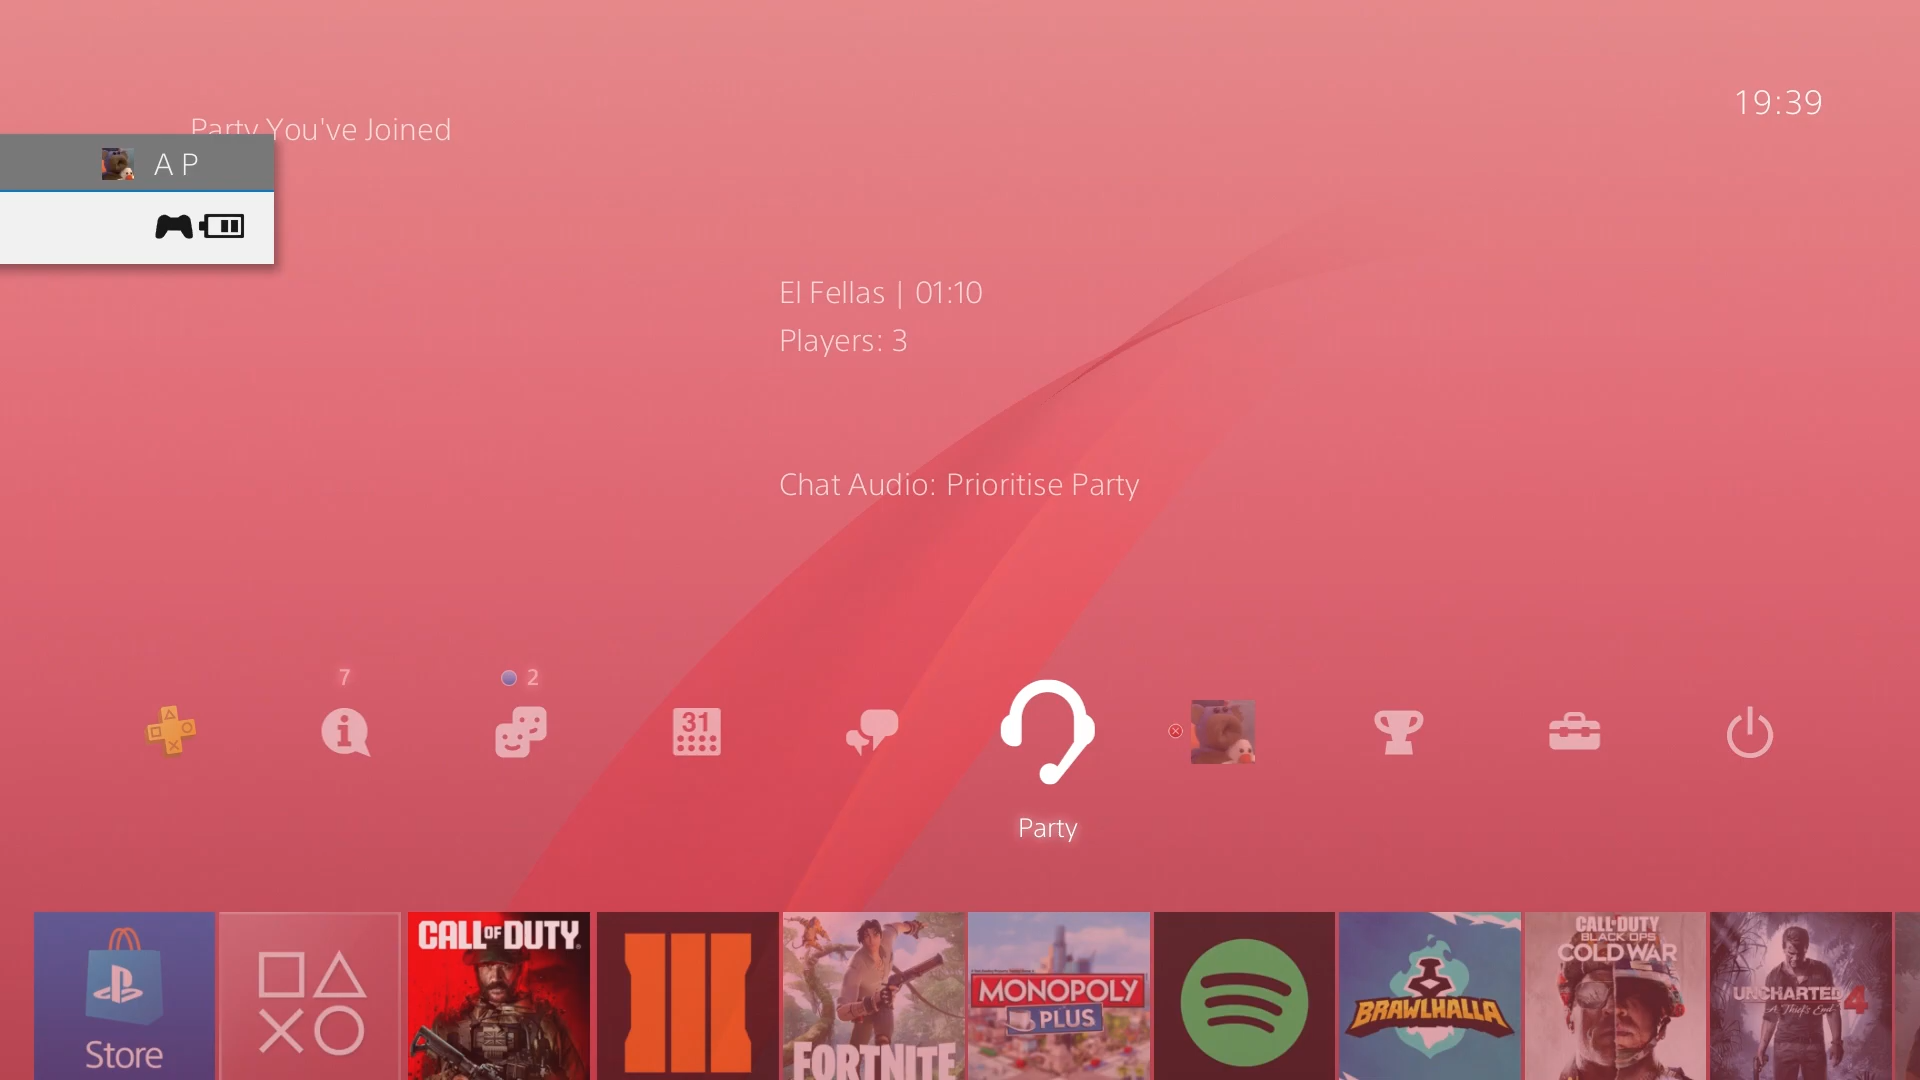 19:39
Party You've Joined
A P
El Fellas | 01:10
Players: 3
Chat Audio: Prioritise Party
7
2
31
Party
Store
CALL OF DUTY
FORTNITE
MONOPOLY
PLUS
BRAWLHALLA
CALL OF DUTY
BLACK OPS
COLD WAR
UNCHARTED 4
A Thief's End